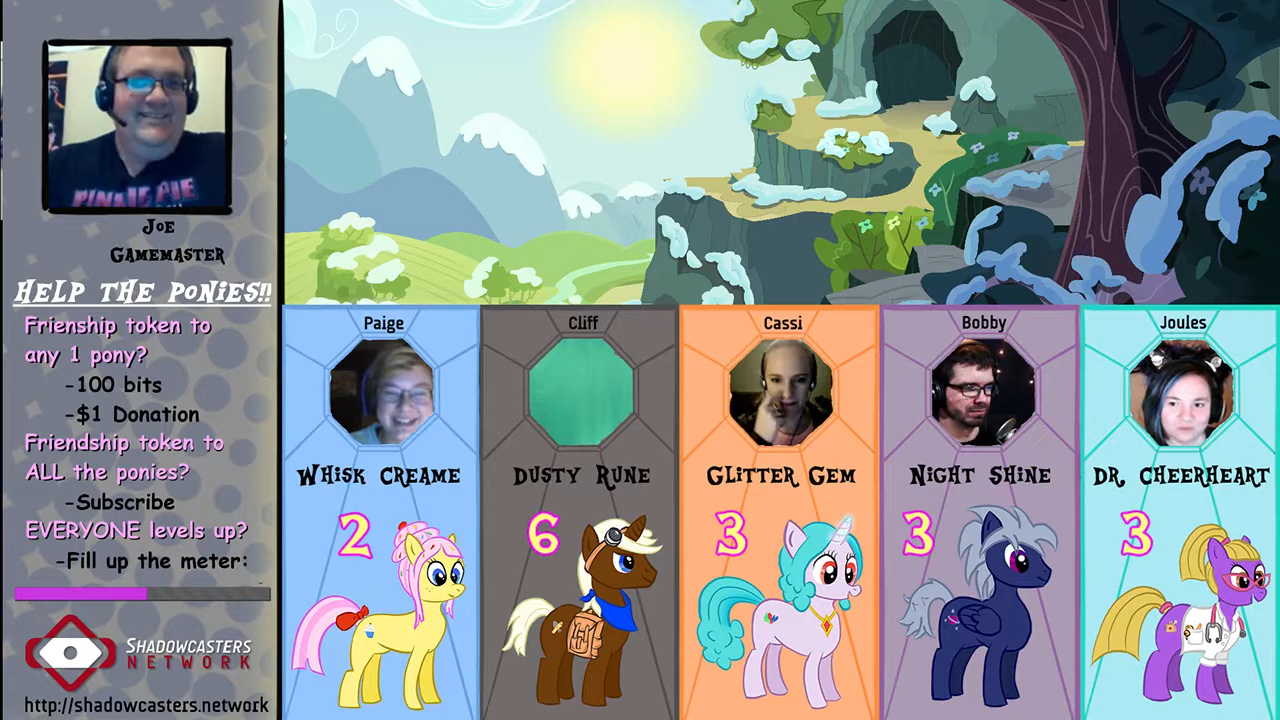 PINKIE PIE
Joe
Gamemaster
Help the Ponies!!
Frienship token to
any 1 pony?
-100 bits
-$1 Donation
Friendship token to
ALL the ponies?
-Subscribe
EVERYONE levels up?
-Fill up the meter:
Shadowcasters
NETWORK
http://shadowcasters.network
Paige
Cliff
Cassi
Bobby
Joules
Whisk Creame
Dusty Rune
Glitter Gem
Night Shine
Dr. Cheerheart
2
6
3
3
3